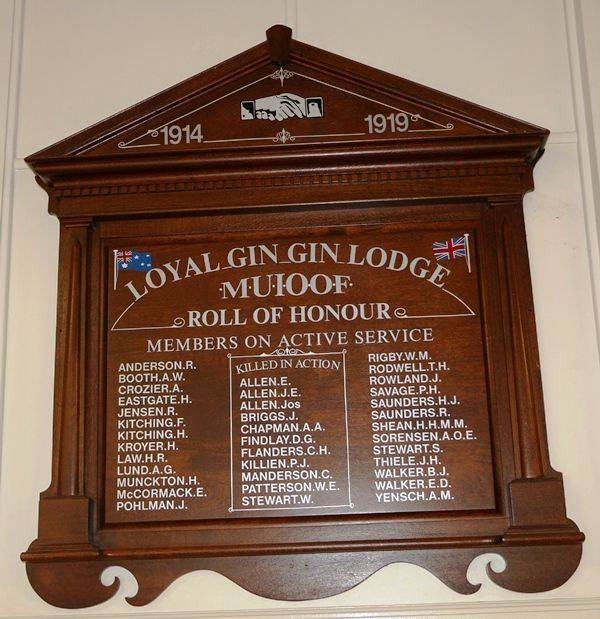 1914 1919
LOYAL GIN GIN LODGE
·M·U·I·O·O·F·
ROLL OF HONOUR
MEMBERS ON ACTIVE SERVICE
ANDERSON.R.
BOOTH.A.W.
CROZIER.A.
EASTGATE.H.
JENSEN.R.
KITCHING.F.
KITCHING.H.
KROYER.H.
LAW.H.R.
LUND.A.G.
MUNCKTON.H.
McCORMACK.E.
POHLMAN.J.
KILLED IN ACTION
ALLEN.E.
ALLEN.J.E.
ALLEN.Jos
BRIGGS.J.
CHAPMAN.A.A.
FINDLAY.D.G.
FLANDERS.C.H.
KILLIEN.P.J.
MANDERSON.C.
PATTERSON.W.E.
STEWART.W.
RIGBY.W.M.
RODWELL.T.H.
ROWLAND.J.
SAVAGE.P.H.
SAUNDERS.H.J.
SAUNDERS.R.
SHEAN.H.H.M.M.
SORENSEN.A.O.E.
STEWART.S.
THIELE.J.H.
WALKER.B.J.
WALKER.E.D.
YENSCH.A.M.